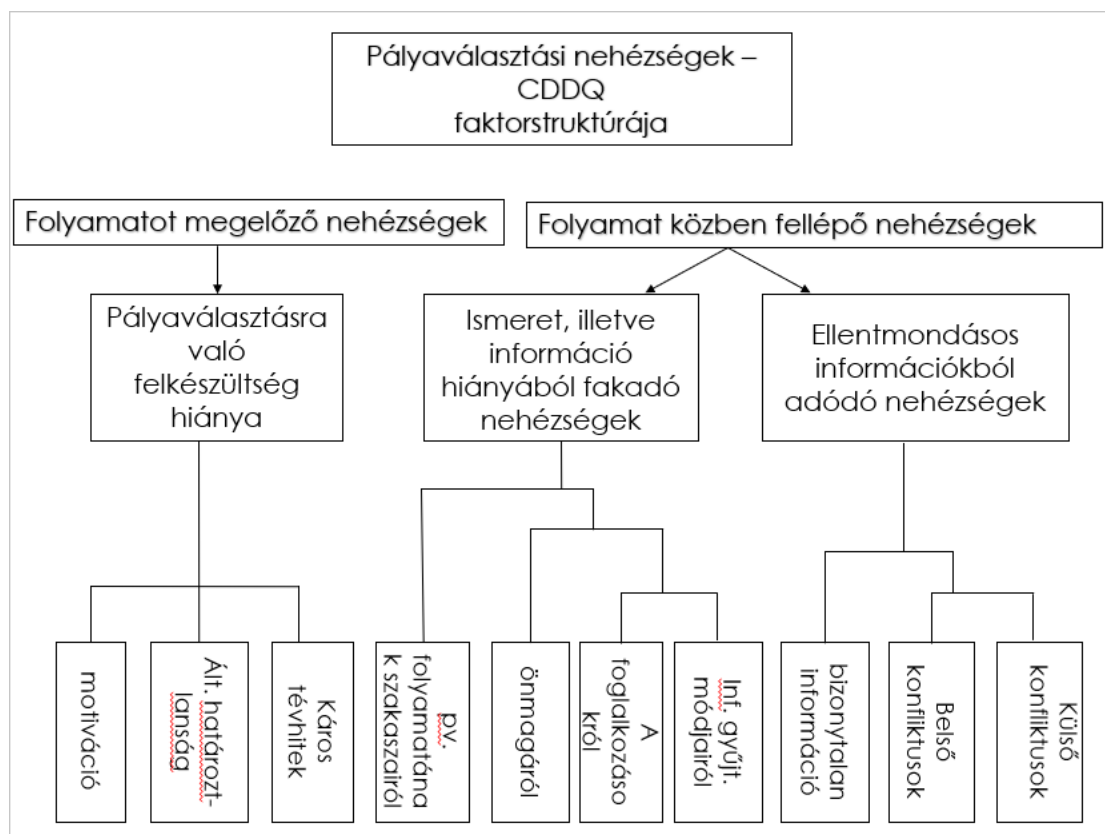 Pályaválasztási nehézségek –
CDDQ
faktorstruktúrája
Folyamatot megelőző nehézségek
Folyamat közben fellépő nehézségek
Pályaválasztásra
való
felkészültség
hiánya
Ismeret, illetve
információ
hiányából fakadó
nehézségek
Ellentmondásos
információkból
adódó nehézségek
motiváció
Ált. határozt-
lanság
Káros
tévhitek
pv.
folyamatána
k szakaszairól
önmagáról
A
foglalkozáso
król
Inf. gyűjt.
módjairól
bizonytalan
információ
Belső
konfliktusok
Külső
konfliktusok